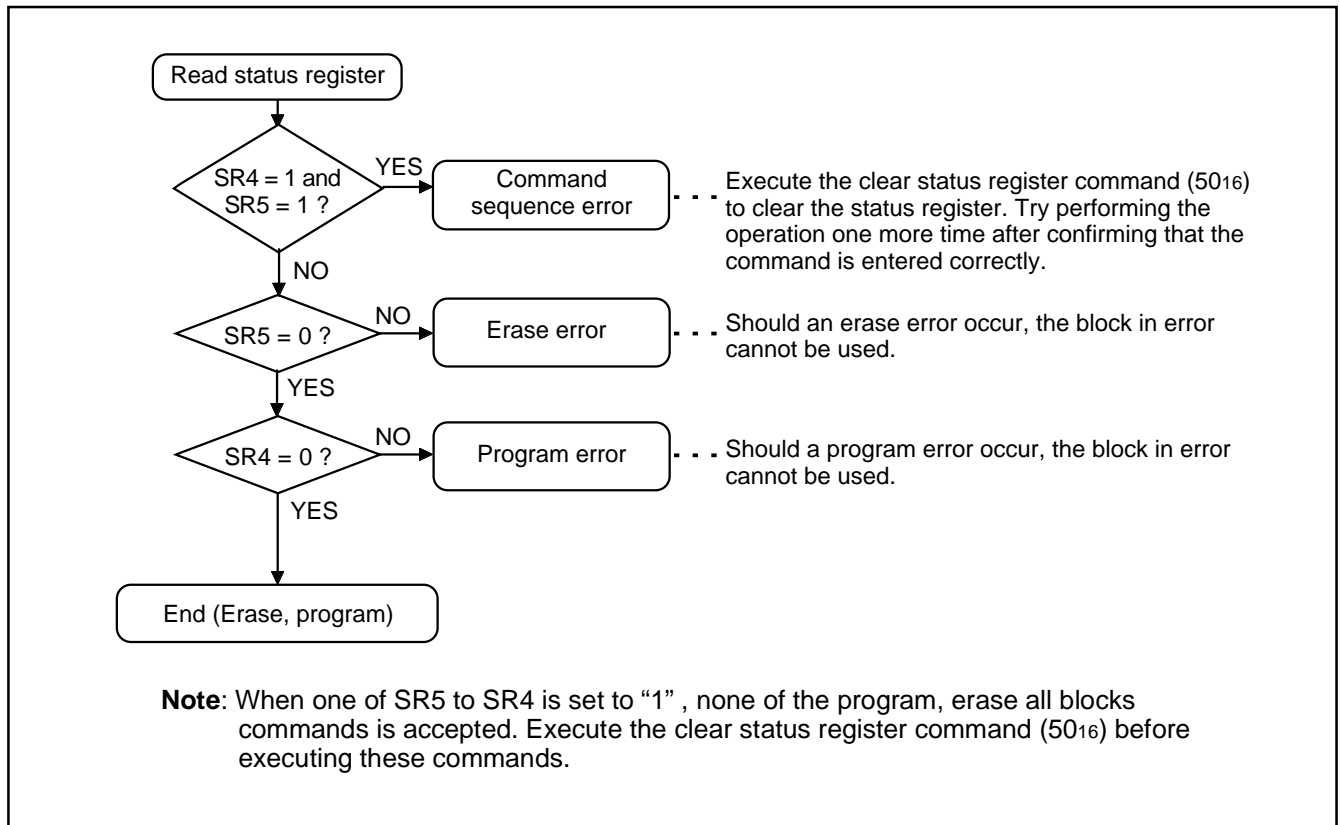 Read status register
SR4 = 1 and
SR5 = 1 ?
YES
Command
sequence error
Execute the clear status register command (5016)
to clear the status register. Try performing the
operation one more time after confirming that the
command is entered correctly.
NO
SR5 = 0 ?
NO
Erase error
Should an erase error occur, the block in error
cannot be used.
YES
SR4 = 0 ?
NO
Program error
Should a program error occur, the block in error
cannot be used.
YES
End (Erase, program)
Note: When one of SR5 to SR4 is set to “1” , none of the program, erase all blocks
commands is accepted. Execute the clear status register command (5016) before
executing these commands.